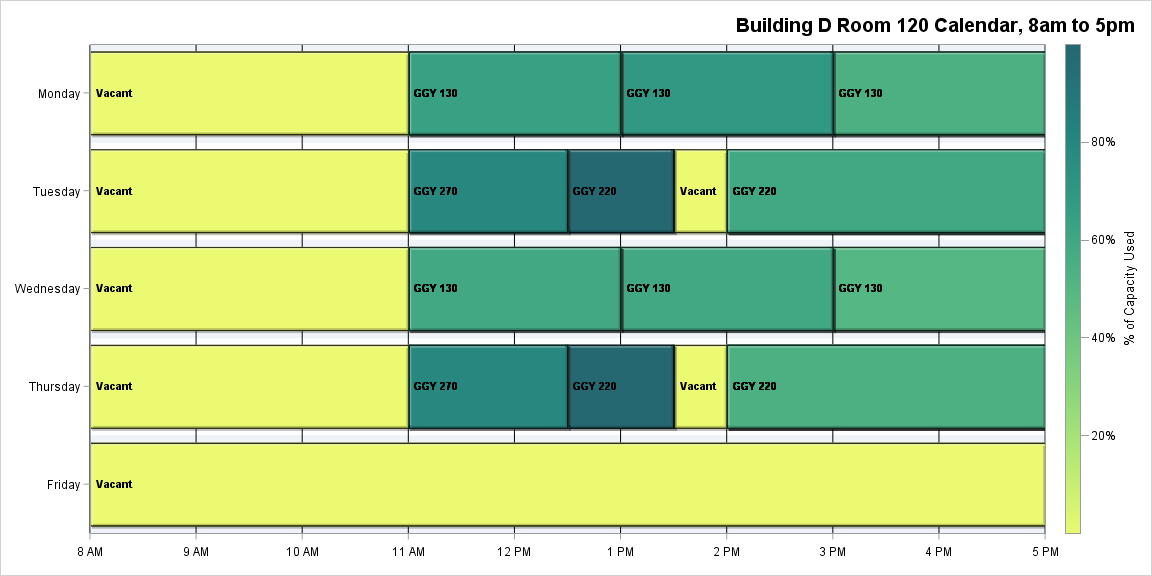 Building D Room 120 Calendar, 8am to 5pm
Monday
Vacant
GGY 130
GGY 130
GGY 130
Tuesday
Vacant
GGY 270
GGY 220
Vacant
GGY 220
Wednesday
Vacant
GGY 130
GGY 130
GGY 130
Thursday
Vacant
GGY 270
GGY 220
Vacant
GGY 220
Friday
Vacant
8 AM
9 AM
10 AM
11 AM
12 PM
1 PM
2 PM
3 PM
4 PM
5 PM
80%
60%
40%
20%
% of Capacity Used